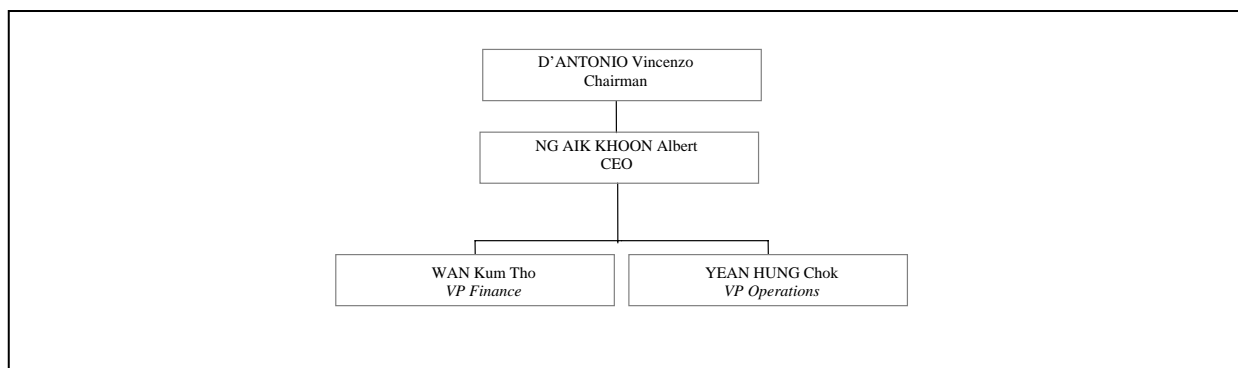 D’ANTONIO Vincenzo
Chairman
NG AIK KHOON Albert
CEO
WAN Kum Tho
VP Finance
YEAN HUNG Chok
VP Operations